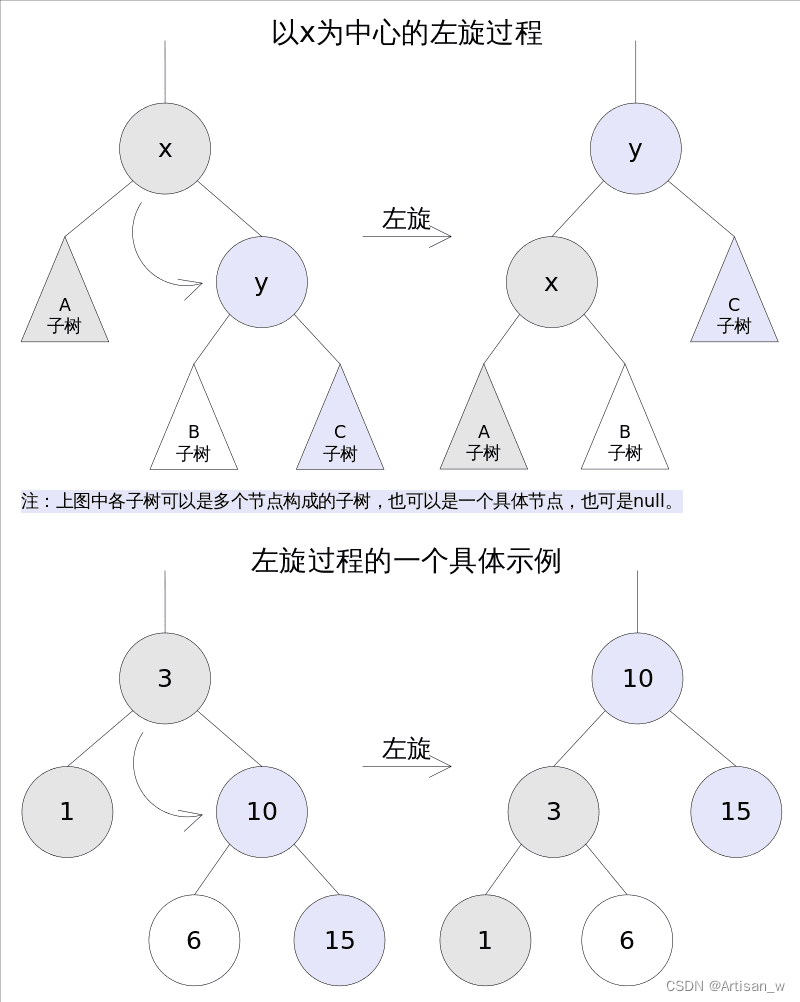 以x为中心的左旋过程
x
y
左旋
y
x
A
子树
C
子树
B
子树
C
子树
A
子树
B
子树
注：上图中各子树可以是多个节点构成的子树，也可以是一个具体节点，也可是null。
左旋过程的一个具体示例
3
10
左旋
1
10
3
15
6
15
1
6
CSDN @Artisan_w